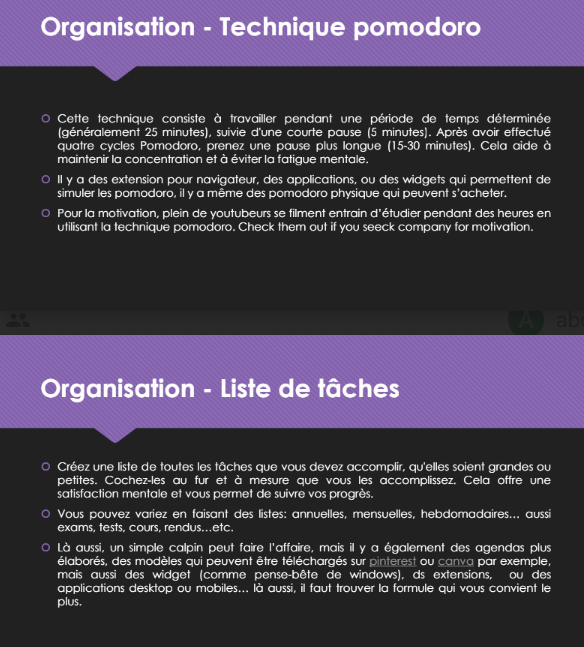 Organisation - Technique pomodoro
Cette technique consiste à travailler pendant une période de temps déterminée
(généralement 25 minutes), suivie d'une courte pause (5 minutes). Après avoir effectué
quatre cycles Pomodoro, prenez une pause plus longue (15-30 minutes). Cela aide à
maintenir la concentration et à éviter la fatigue mentale.
Il y a des extension pour navigateur, des applications, ou des widgets qui permettent de
simuler les pomodoro, il y a même des pomodoro physique qui peuvent s'acheter.
Pour la motivation, plein de youtubeurs se filment entrain d'étudier pendant des heures en
utilisant la technique pomodoro. Check them out if you seeck company for motivation.
A
Organisation - Liste de tâches
Créez une liste de toutes les tâches que vous devez accomplir, qu'elles soient grandes ou
petites. Cochez-les au fur et à mesure que vous les accomplissez. Cela offre une
satisfaction mentale et vous permet de suivre vos progrès.
Vous pouvez variez en faisant des listes: annuelles, mensuelles, hebdomadaires... aussi
exams, tests, cours, rendus...etc.
Là aussi, un simple calpin peut faire l'affaire, mais il y a également des agendas plus
élaborés, des modèles qui peuvent être téléchargés sur pinterest ou canva par exemple,
mais aussi des widget (comme pense-bête de windows), ds extensions, ou des
applications desktop ou mobiles... là aussi, il faut trouver la formule qui vous convient le
plus.